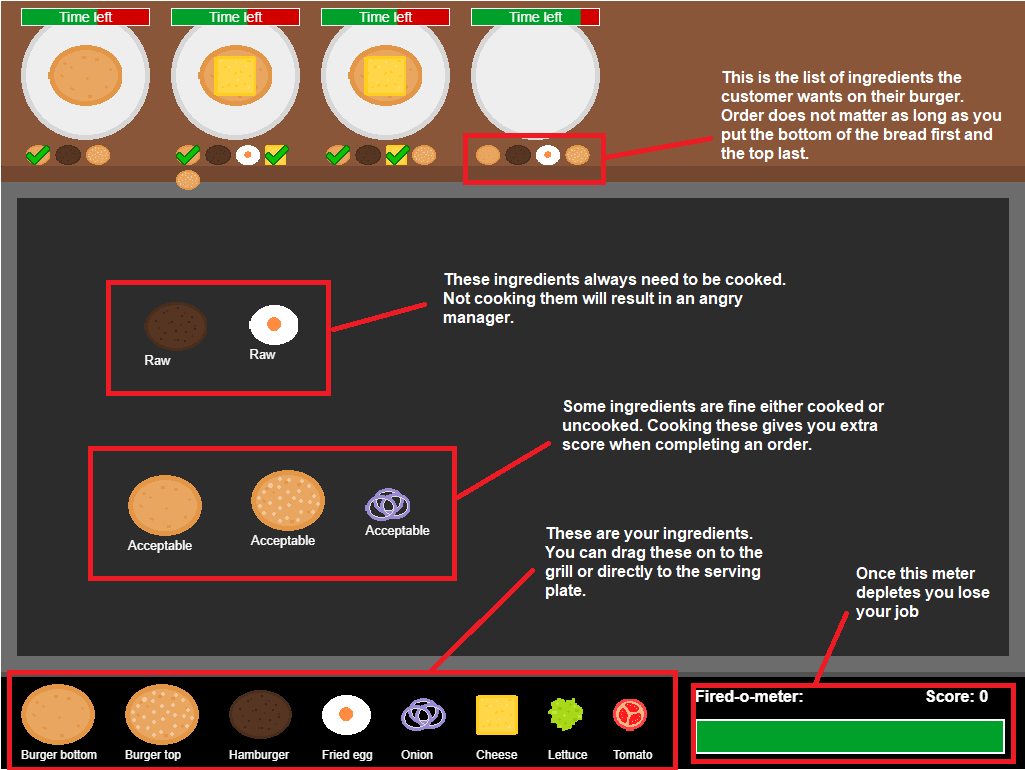 Time left
Time left
Time left
Time left
This is the list of ingredients the
customer wants on their burger.
Order does not matter as long as you
put the bottom of the bread first and
the top last.
These ingredients always need to be cooked.
Not cooking them will result in an angry
manager.
Raw
Raw
Some ingredients are fine either cooked or
uncooked. Cooking these gives you extra
score when completing an order.
Acceptable
Acceptable
Acceptable
These are your ingredients.
You can drag these on to the
grill or directly to the serving
plate.
Once this meter
depletes you lose
your job
Burger bottom
Burger top
Hamburger
Fried egg
Onion
Cheese
Lettuce
Tomato
Fired-o-meter:
Score: 0